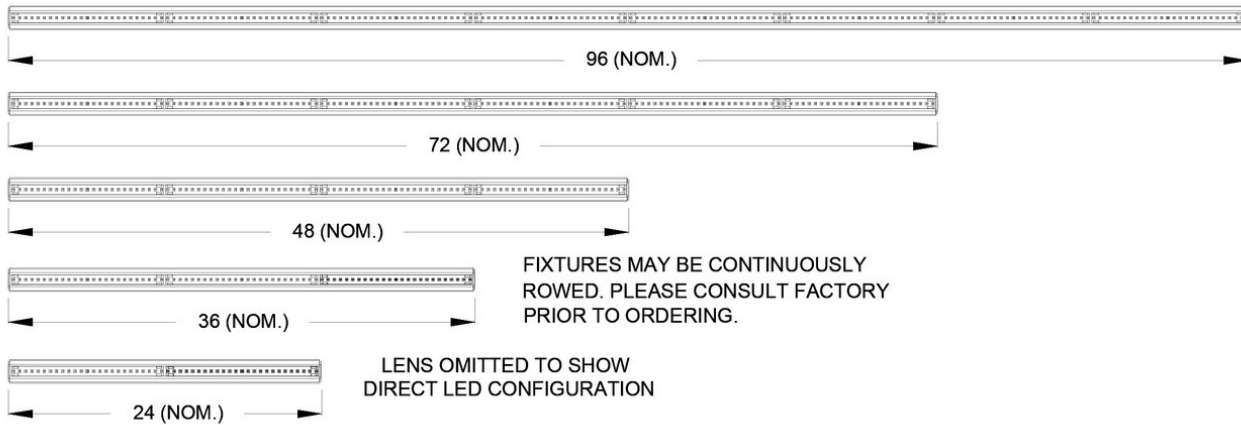 96 (NOM.)
72 (NOM.)
48 (NOM.)
36 (NOM.)
FIXTURES MAY BE CONTINUOUSLY
ROWED. PLEASE CONSULT FACTORY
PRIOR TO ORDERING.
24 (NOM.)
LENS OMITTED TO SHOW
DIRECT LED CONFIGURATION